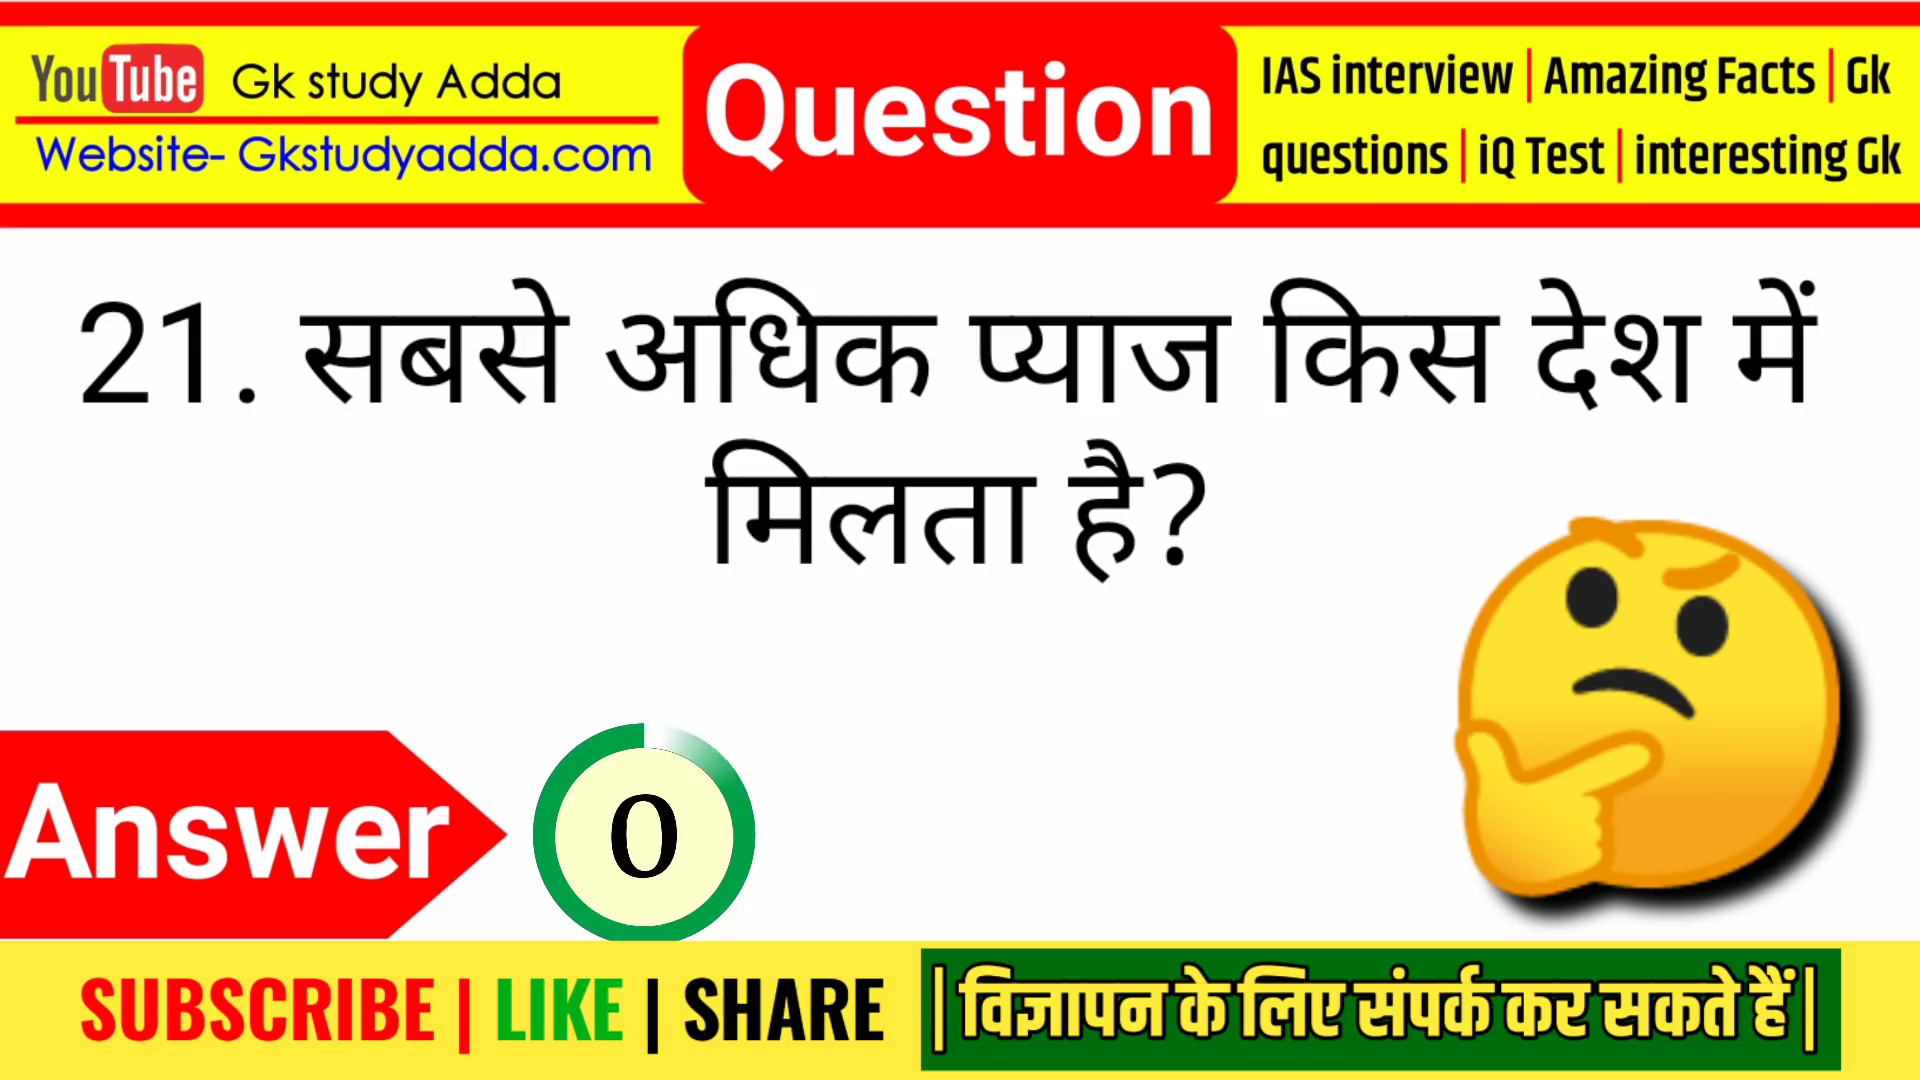 YouTube Gk study Adda
Website- Gkstudyadda.com
Question
IAS interview | Amazing Facts | Gk
questions | iQ Test | interesting Gk
21. सबसे अधिक प्याज किस देश में
मिलता है?
Answer
0
SUBSCRIBE | LIKE | SHARE
| विज्ञापन के लिए संपर्क कर सकते हैं |